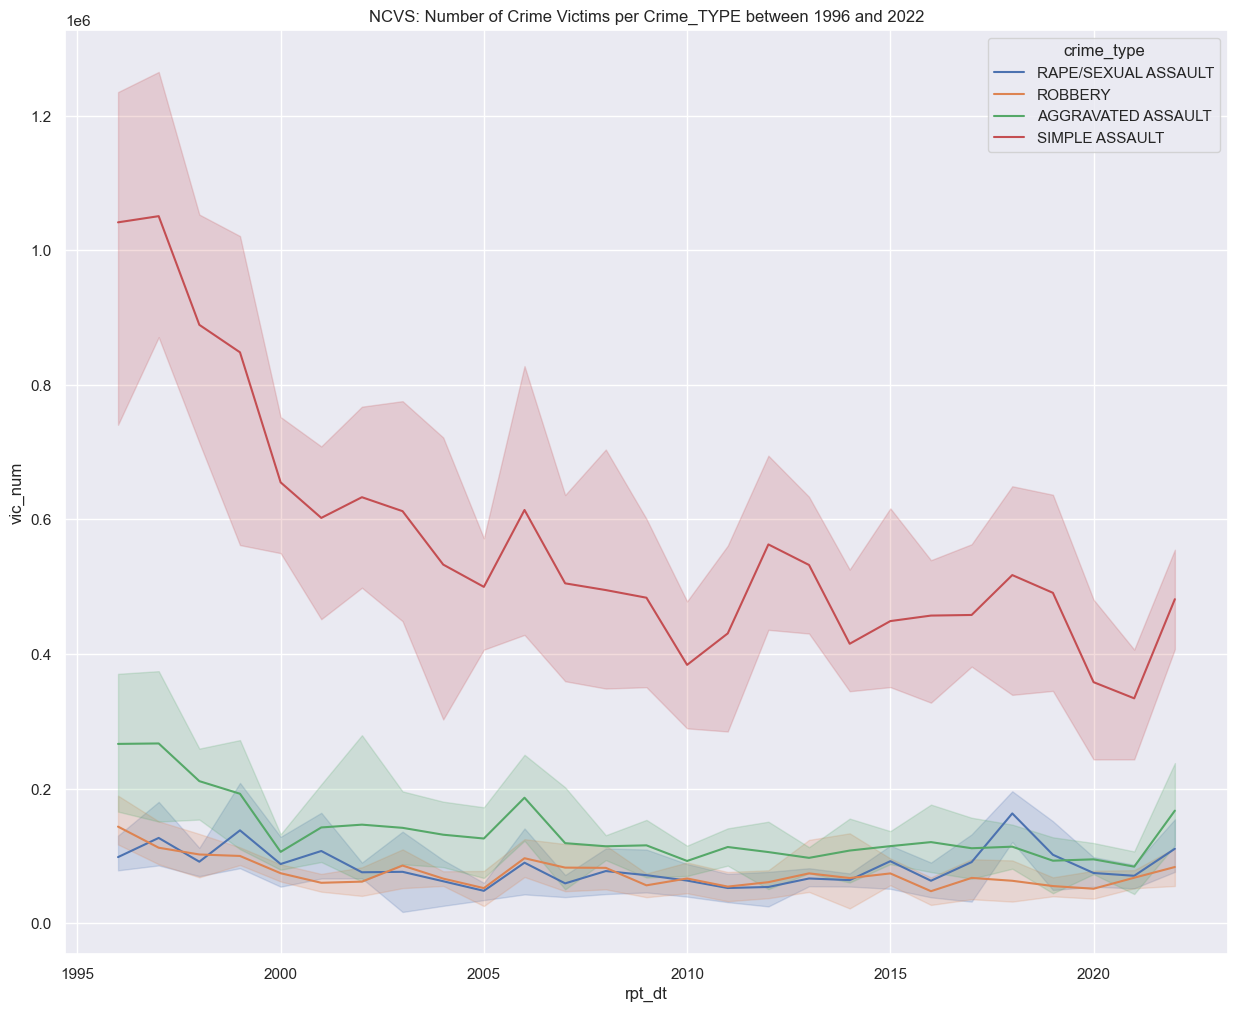 NCVS: Number of Crime Victims per Crime_TYPE between 1996 and 2022
1e6
crime_type
RAPE/SEXUAL ASSAULT
ROBBERY
AGGRAVATED ASSAULT
SIMPLE ASSAULT
1.2
1.0
0.8
0.6
0.4
0.2
0.0
vic_num
1995
2000
2005
2010
2015
2020
rpt_dt